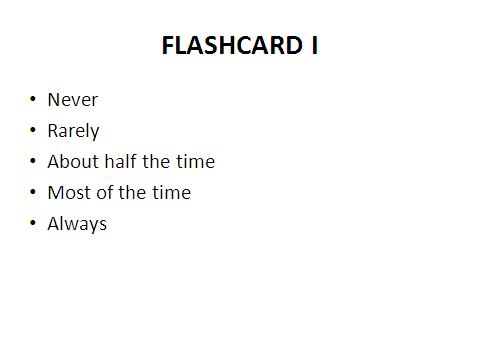 FLASHCARD I
• Never
• Rarely
• About half the time
• Most of the time
• Always